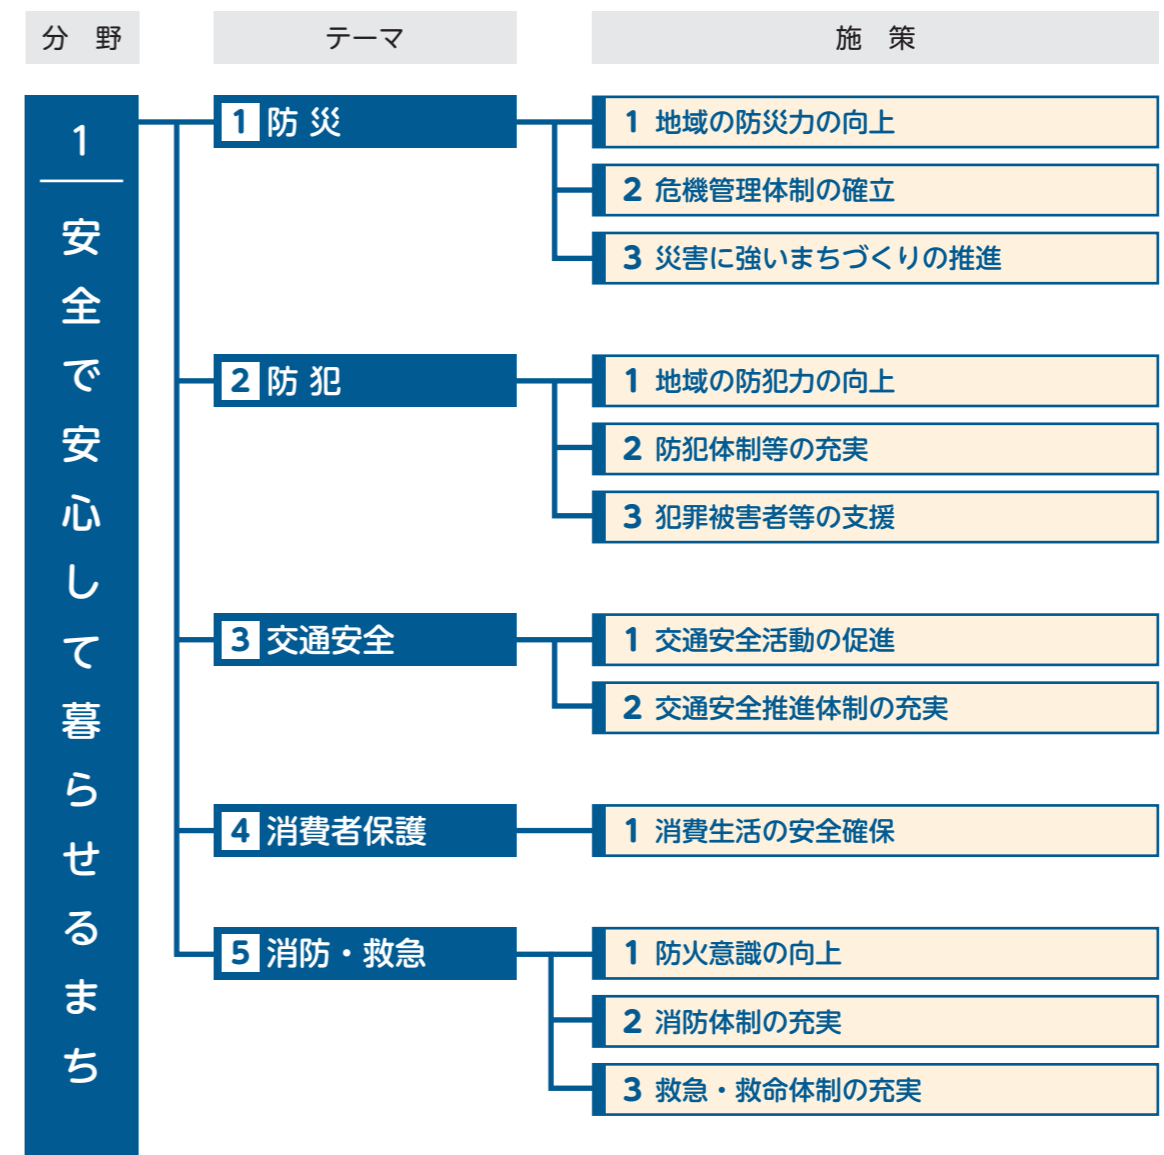 分　野
テーマ
施　策
1 安全で安心して暮らせるまち
1 防災
1 地域の防災力の向上
2 危機管理体制の確立
3 災害に強いまちづくりの推進
2 防犯
1 地域の防犯力の向上
2 防犯体制等の充実
3 犯罪被害者等の支援
3 交通安全
1 交通安全活動の促進
2 交通安全推進体制の充実
4 消費者保護
1 消費生活の安全確保
5 消防・救急
1 防火意識の向上
2 消防体制の充実
3 救急・救命体制の充実